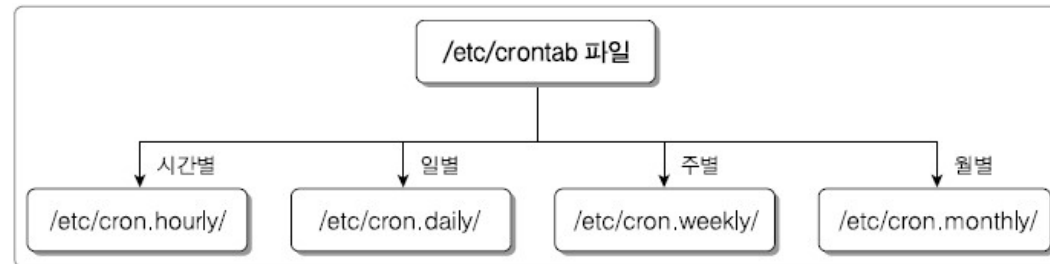 /etc/crontab 파일
시간별
일별
주별
월별
/etc/cron.hourly/
/etc/cron.daily/
/etc/cron.weekly/
/etc/cron.monthly/